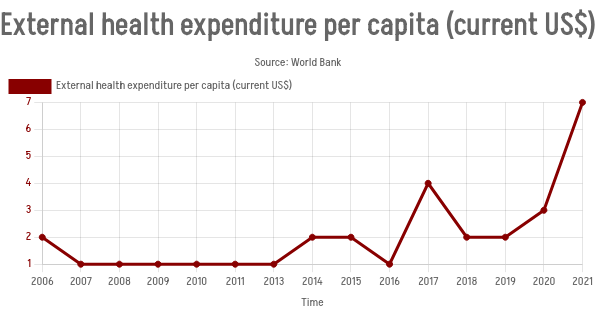 External health expenditure per capita (current US$)
Source: World Bank
External health expenditure per capita (current US$)
7
6
5
4
3
2
1
2006 2007 2008 2009 2010 2011 2013 2014 2015 2016 2017 2018 2019 2020 2021
Time